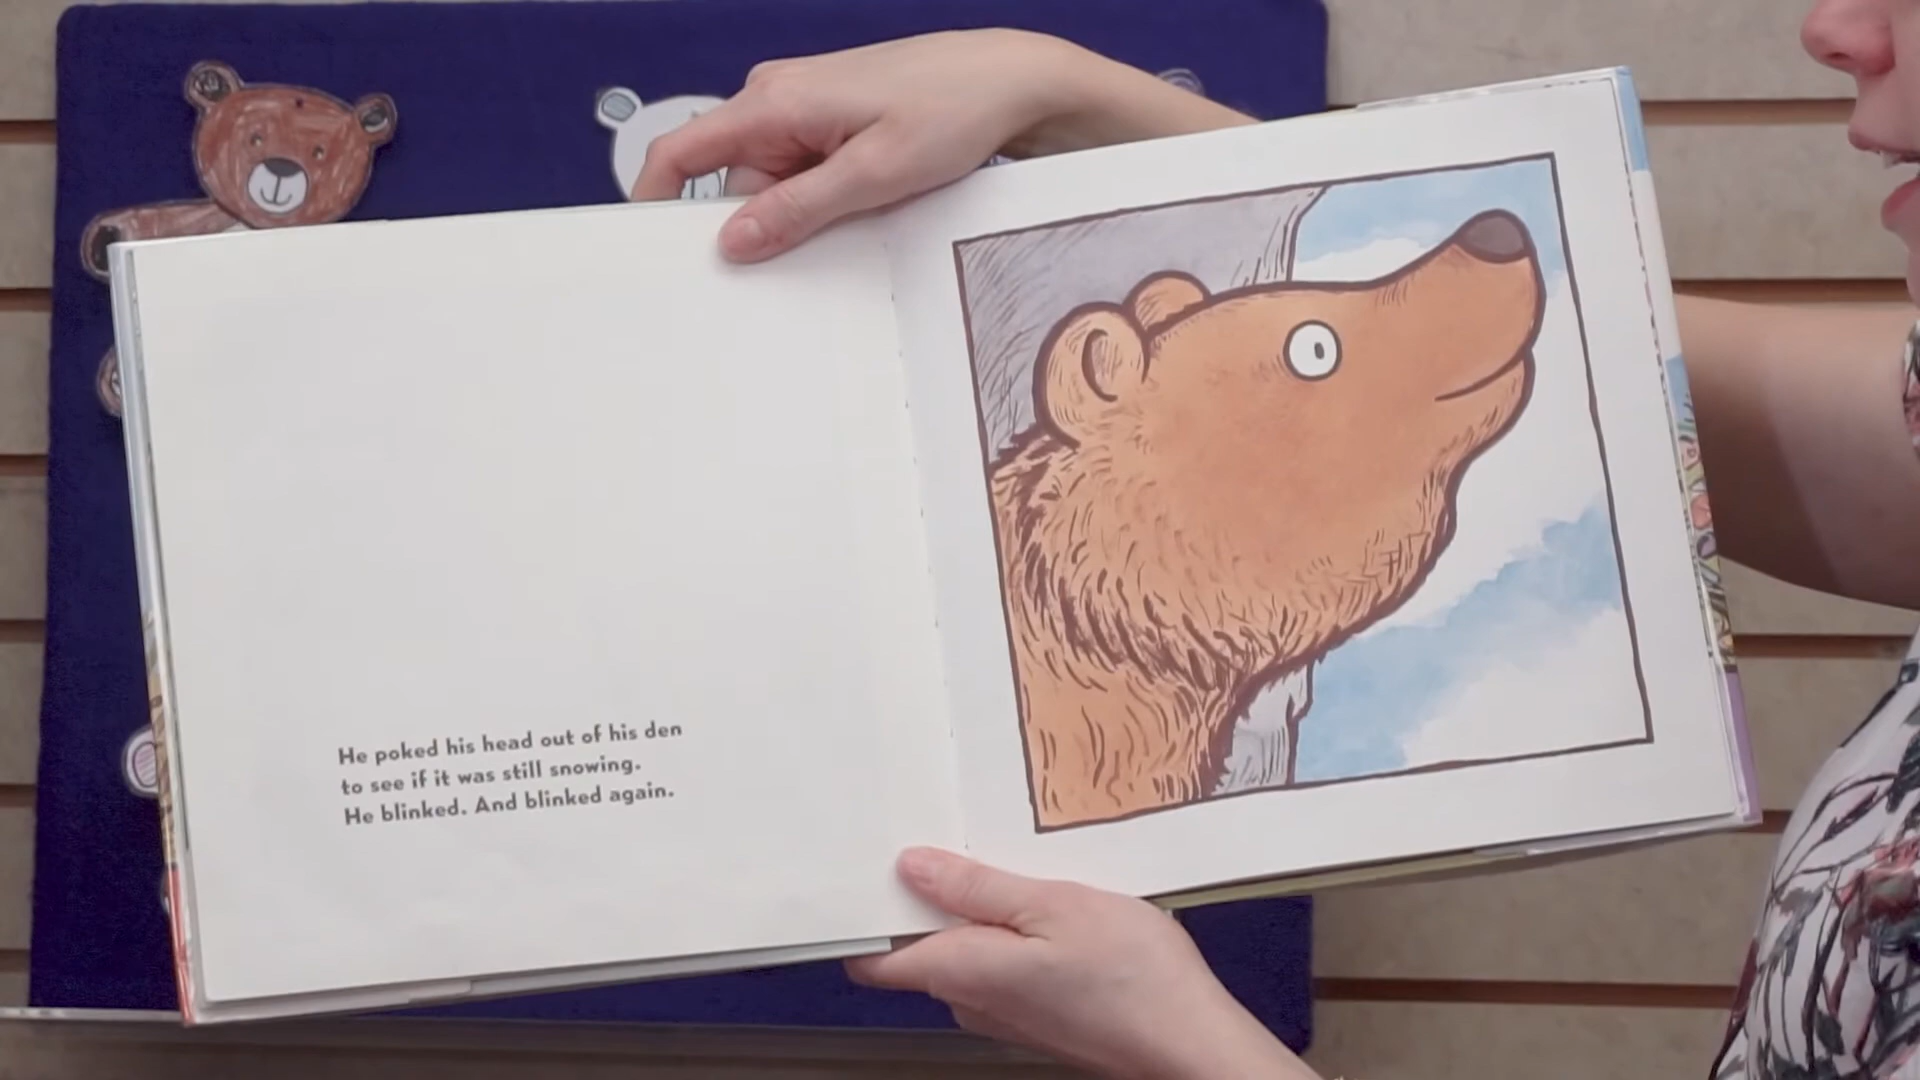 He poked his head out of his den
to see if it was still snowing.
He blinked. And blinked again.